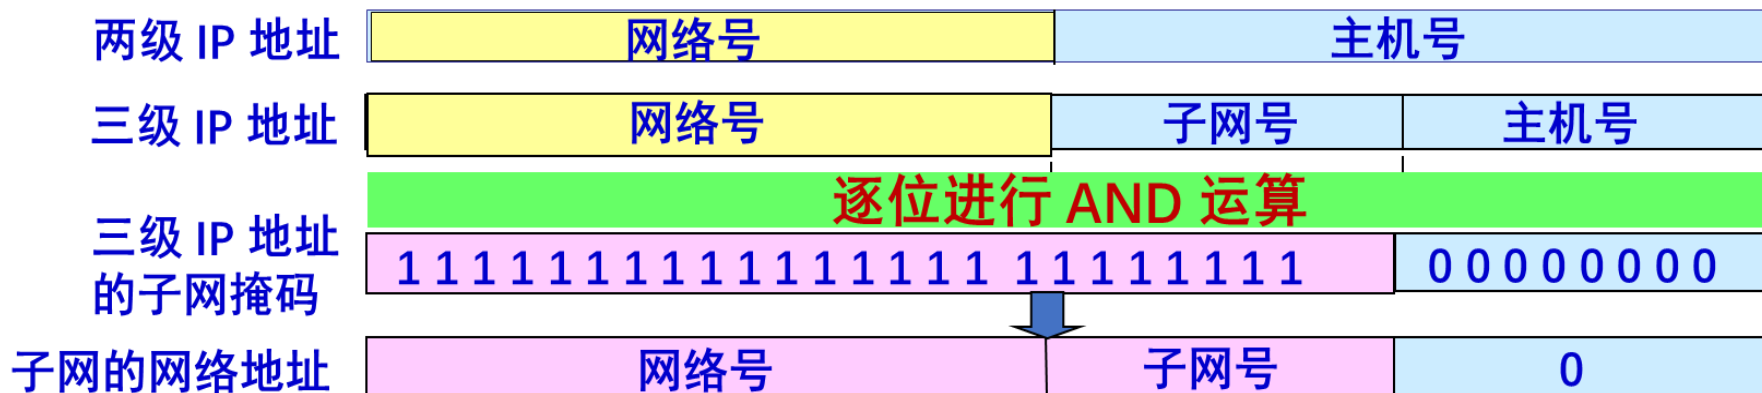 两级 IP 地址 网络号 主机号
三级 IP 地址 网络号 子网号 主机号
逐位进行 AND 运算
三级 IP 地址
的子网掩码
1 1 1 1 1 1 1 1 1 1 1 1 1 1 1 1 1 1 1 1 1 1 1 1 0 0 0 0 0 0 0 0
子网的网络地址 网络号 子网号 0